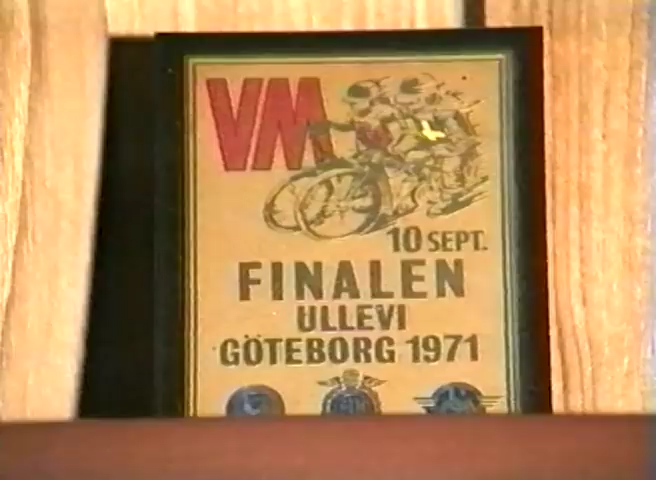 VM
10 SEPT.
FINALEN
ULLEVI
GÖTEBORG 1971